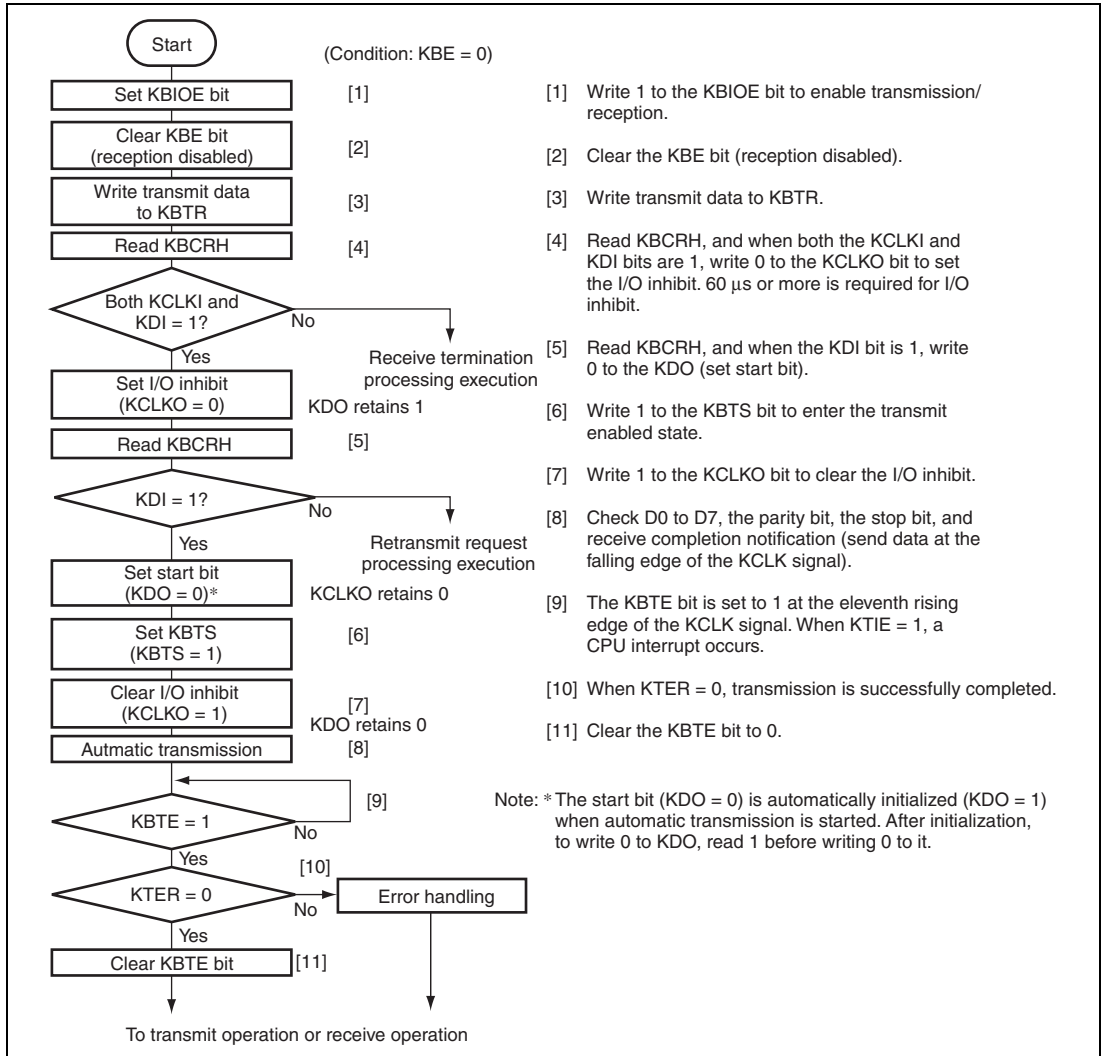 Start
(Condition: KBE = 0)
Set KBIOE bit
[1]
Clear KBE bit
(reception disabled)
[2]
Write transmit data
to KBTR
[3]
Read KBCRH
[4]
Both KCLKI and
KDI = 1?
No
Yes
Receive termination
processing execution
Set I/O inhibit
(KCLKO = 0)
KDO retains 1
Read KBCRH
[5]
KDI = 1?
No
Yes
Retransmit request
processing execution
Set start bit
(KDO = 0)*
KCLKO retains 0
Set KBTS
(KBTS = 1)
[6]
Clear I/O inhibit
(KCLKO = 1)
[7]
KDO retains 0
Autmatic transmission
[8]
KBTE = 1
[9]
No
Yes
[10]
KTER = 0
No
Error handling
Yes
Clear KBTE bit
[11]
To transmit operation or receive operation
[1] Write 1 to the KBIOE bit to enable transmission/
reception.
[2] Clear the KBE bit (reception disabled).
[3] Write transmit data to KBTR.
[4] Read KBCRH, and when both the KCLKI and
KDI bits are 1, write 0 to the KCLKO bit to set
the I/O inhibit. 60 μs or more is required for I/O
inhibit.
[5] Read KBCRH, and when the KDI bit is 1, write
0 to the KDO (set start bit).
[6] Write 1 to the KBTS bit to enter the transmit
enabled state.
[7] Write 1 to the KCLKO bit to clear the I/O inhibit.
[8] Check D0 to D7, the parity bit, the stop bit, and
receive completion notification (send data at the
falling edge of the KCLK signal).
[9] The KBTE bit is set to 1 at the eleventh rising
edge of the KCLK signal. When KTIE = 1, a
CPU interrupt occurs.
[10] When KTER = 0, transmission is successfully completed.
[11] Clear the KBTE bit to 0.
Note: * The start bit (KDO = 0) is automatically initialized (KDO = 1)
when automatic transmission is started. After initialization,
to write 0 to KDO, read 1 before writing 0 to it.